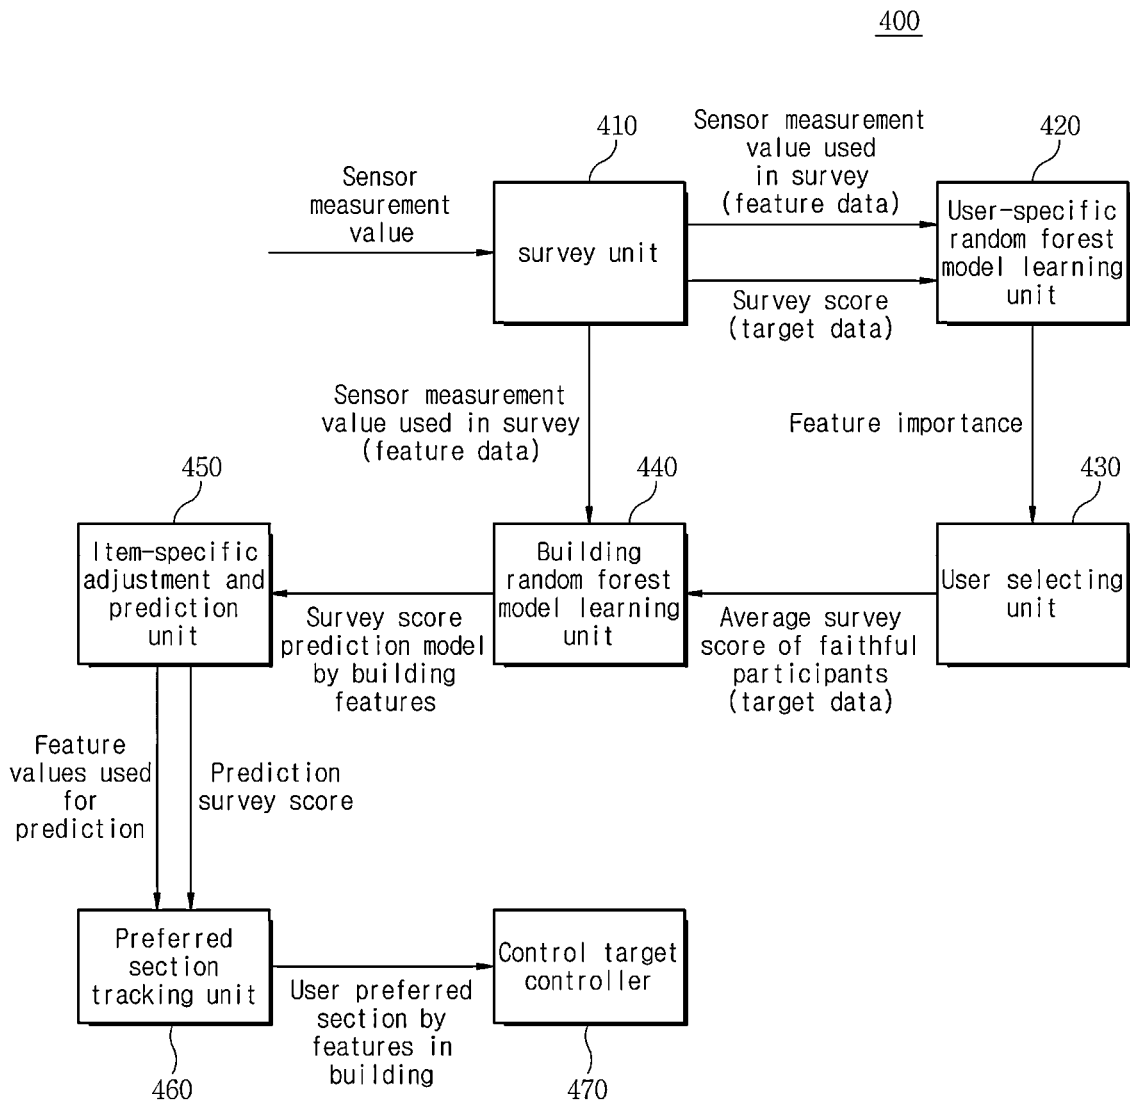 400
410
Sensor measurement
value used
in survey
(feature data)
420
Sensor
measurement
value
survey unit
User-specific
random forest
model learning
unit
Survey score
(target data)
Sensor measurement
value used in survey
(feature data)
Feature importance
450
440
430
Item-specific
adjustment and
prediction
unit
Building
random forest
model learning
unit
User selecting
unit
Survey score
prediction model
by building
features
Average survey
score of faithful
participants
(target data)
Feature
values used
for
prediction
Prediction
survey score
Preferred
section
tracking unit
Control target
controller
User preferred
section by
features in
building
460
470